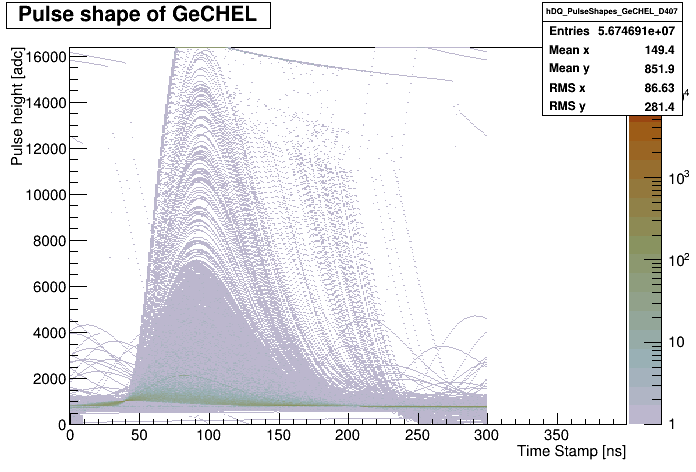 Pulse shape of GeCHEL
hDQ_PulseShapes_GeCHEL_D407
Entries 5.674691e+07
Mean x 149.4
Mean y 851.9
RMS x 86.63
RMS y 281.4
Pulse height [adc]
16000
14000
12000
10000
8000
6000
4000
2000
0
0 50 100 150 200 250 300 350
Time Stamp [ns]
10⁴
10³
10²
10
1